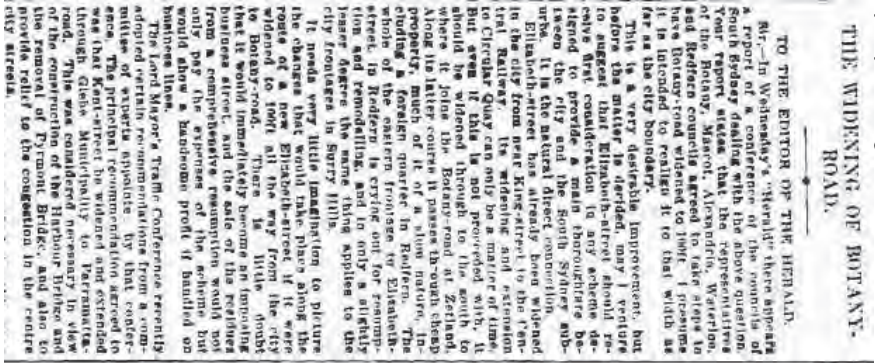 THE WIDENING OF BOTANY-
ROAD.
TO THE EDITOR OF THE HERALD.
Sir,—In Wednesday's "Herald" there appears
a report of a conference of the councils of
South Sydney dealing with the above question.
Your report states that the representatives
of the Botany, Mascot, Alexandria, Waterloo,
and Redfern councils agreed to take steps to
have Botany-road widened to 100ft. I presume
it is intended to realign it to that width as
far as the city boundary.
This is a very desirable improvement, but
before the matter is decided, may I venture
to suggest that Elizabeth-street should re-
ceive first consideration in any scheme de-
signed to provide a main thoroughfare be-
tween the city and the South Sydney sub-
urbs. It is the natural direct connection.
Elizabeth-street has already been widened
in the city from near King-street to the Cen-
tral Railway. Its widening and extension
to Circular Quay can only be a matter of time.
But even if this is not proceeded with, it
should be widened through to the south to
where it joins the Botany-road at Zetland.
Along its latter course it passes through cheap
property, much of it of a slum nature, in-
cluding a foreign quarter in Redfern. The
whole of the eastern frontage to Elizabeth-
street in Redfern is crying out for resump-
tion and remodelling, and in only a slightly
lesser degree the same thing applies to the
city frontages in Surry Hills.
It needs very little imagination to picture
the changes that would take place along the
route of a new Elizabeth-street if it were
widened to 100ft all the way from the city
to Botany-road. There is little doubt
that it would immediately become an imposing
business street, and the sale of the residues
from a comprehensive resumption would not
only pay the expenses of the scheme but
would show a handsome profit if handled on
business lines.
The Lord Mayor's Traffic Conference recently
adopted certain recommendations from a com-
mittee of experts appointed by that confer-
ence. The principal recommendation agreed to
was that Kent-street be widened and extended
through Glebe Municipality to Parramatta-
road. This was considered necessary in view
of the construction of the Harbour Bridge and
the removal of Pyrmont Bridge, and also to
provide relief to the congestion in the centre
city streets.